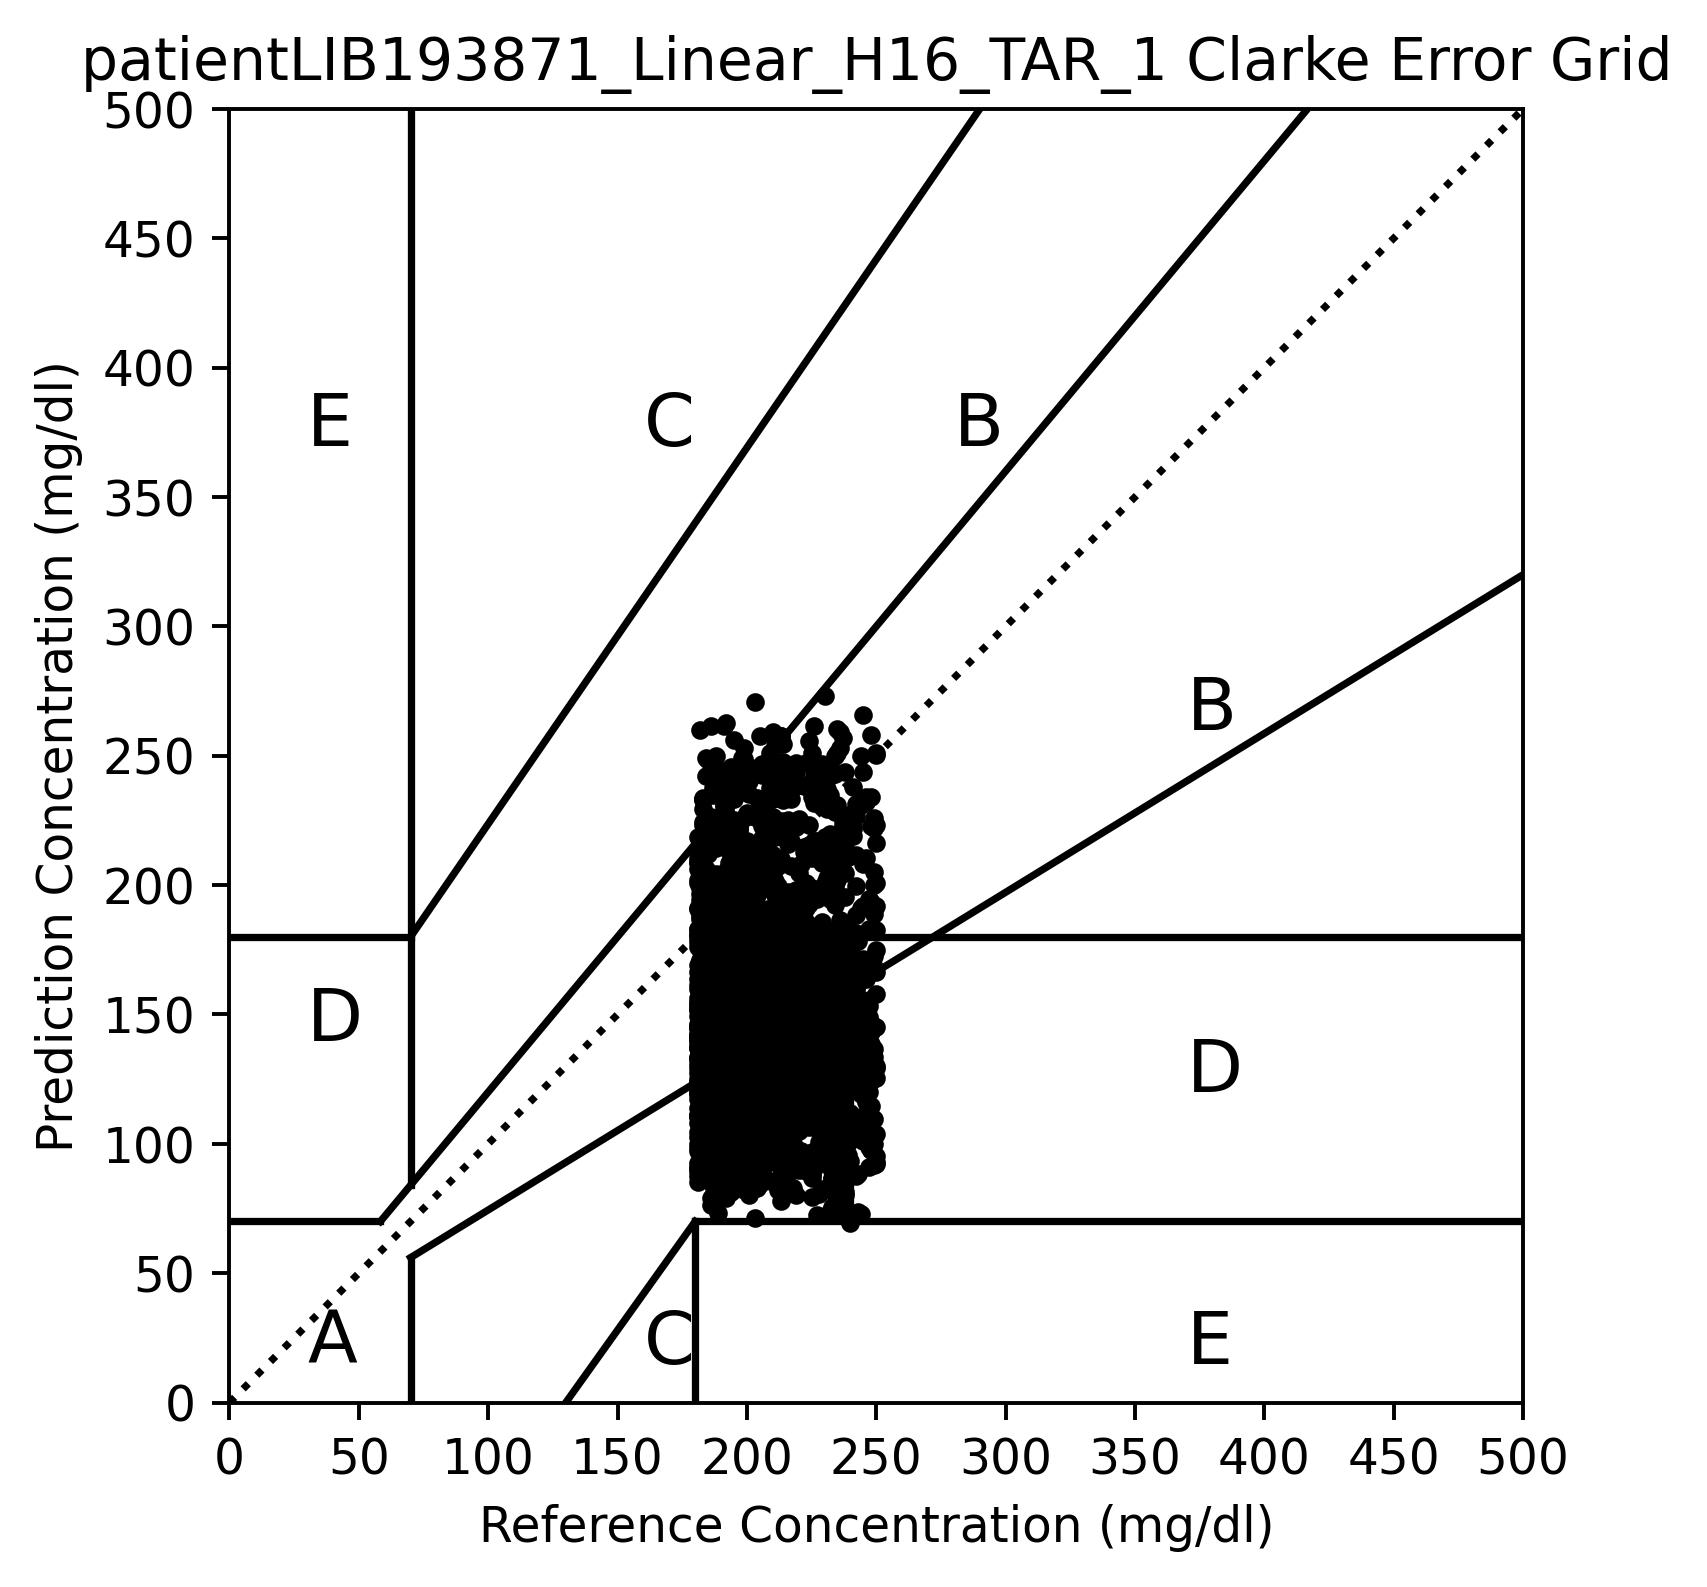 patientLIB193871_Linear_H16_TAR_1 Clarke Error Grid
500
450
400
350
300
250
200
150
100
50
0
Prediction Concentration (mg/dl)
E
C
B
B
D
D
A
C
E
0 50 100 150 200 250 300 350 400 450 500
Reference Concentration (mg/dl)